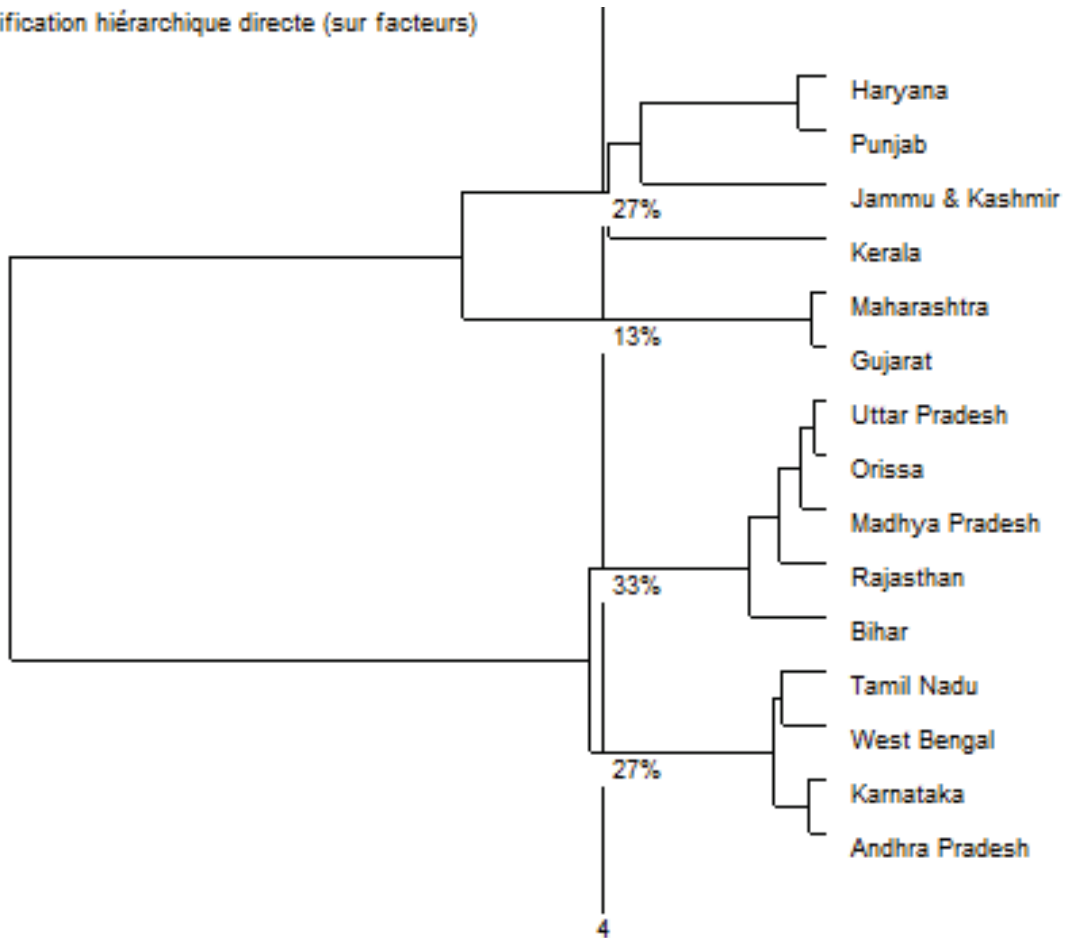 ification hiérarchique directe (sur facteurs)
Haryana
Punjab
Jammu & Kashmir
27%
Kerala
Maharashtra
13%
Gujarat
Uttar Pradesh
Orissa
Madhya Pradesh
Rajasthan
33%
Bihar
Tamil Nadu
West Bengal
27%
Karnataka
Andhra Pradesh
4